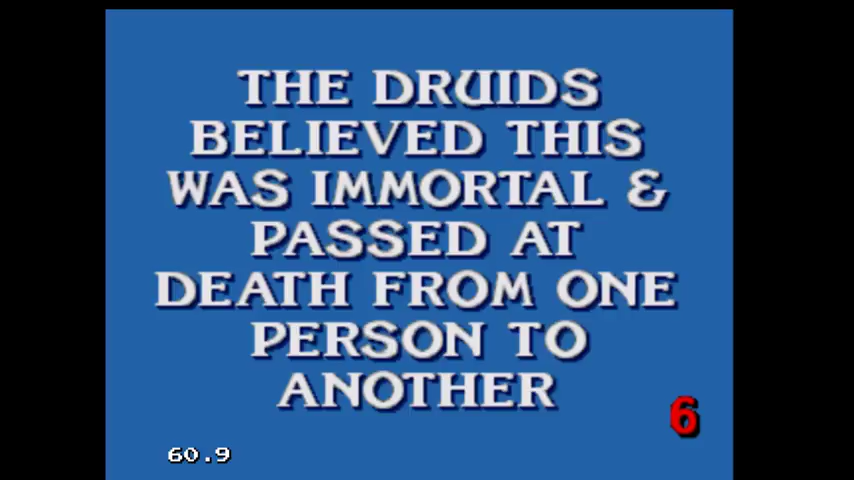 THE DRUIDS
BELIEVED THIS
WAS IMMORTAL &
PASSED AT
DEATH FROM ONE
PERSON TO
ANOTHER
6
60.9